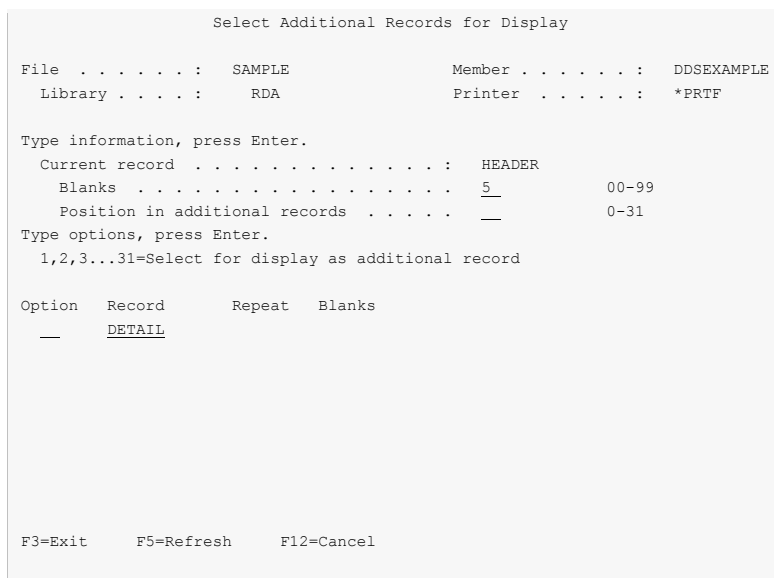 Select Additional Records for Display
File . . . . . . : SAMPLE Member . . . . . . : DDSEXAMPLE
Library . . . . : RDA Printer . . . . . : *PRTF
Type information, press Enter.
Current record . . . . . . . . . . . . . . : HEADER
Blanks . . . . . . . . . . . . . . . . . 5 00-99
Position in additional records . . . . . __ 0-31
Type options, press Enter.
1,2,3...31=Select for display as additional record
Option Record Repeat Blanks
__ DETAIL
F3=Exit F5=Refresh F12=Cancel